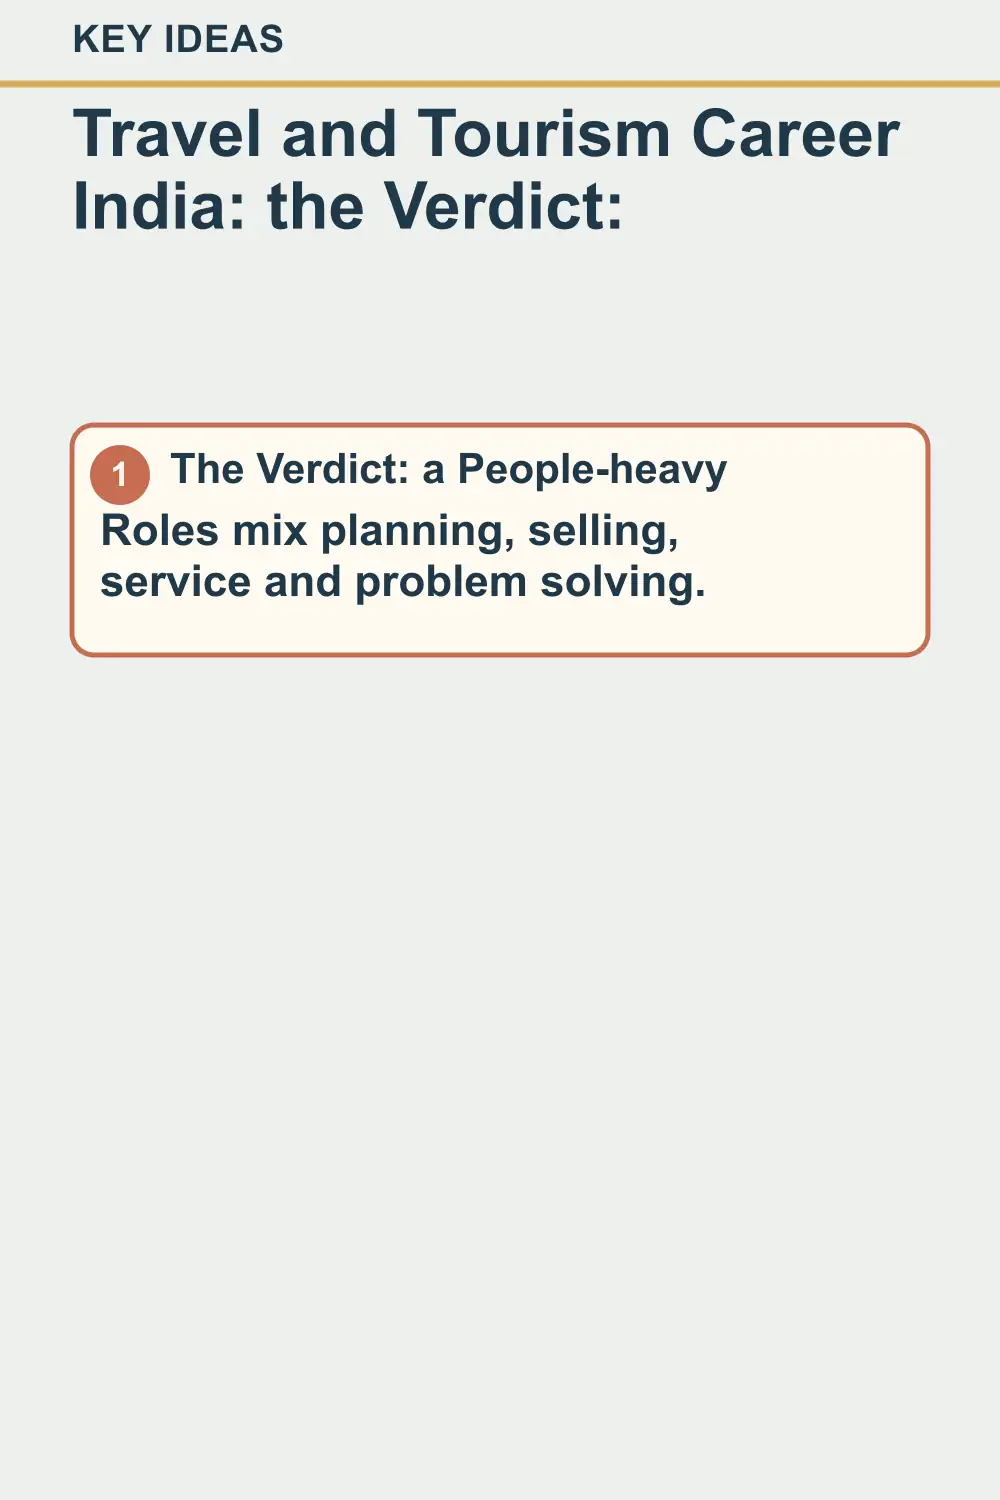 KEY IDEAS
Travel and Tourism Career
India: the Verdict:
1 The Verdict: a People-heavy
Roles mix planning, selling,
service and problem solving.